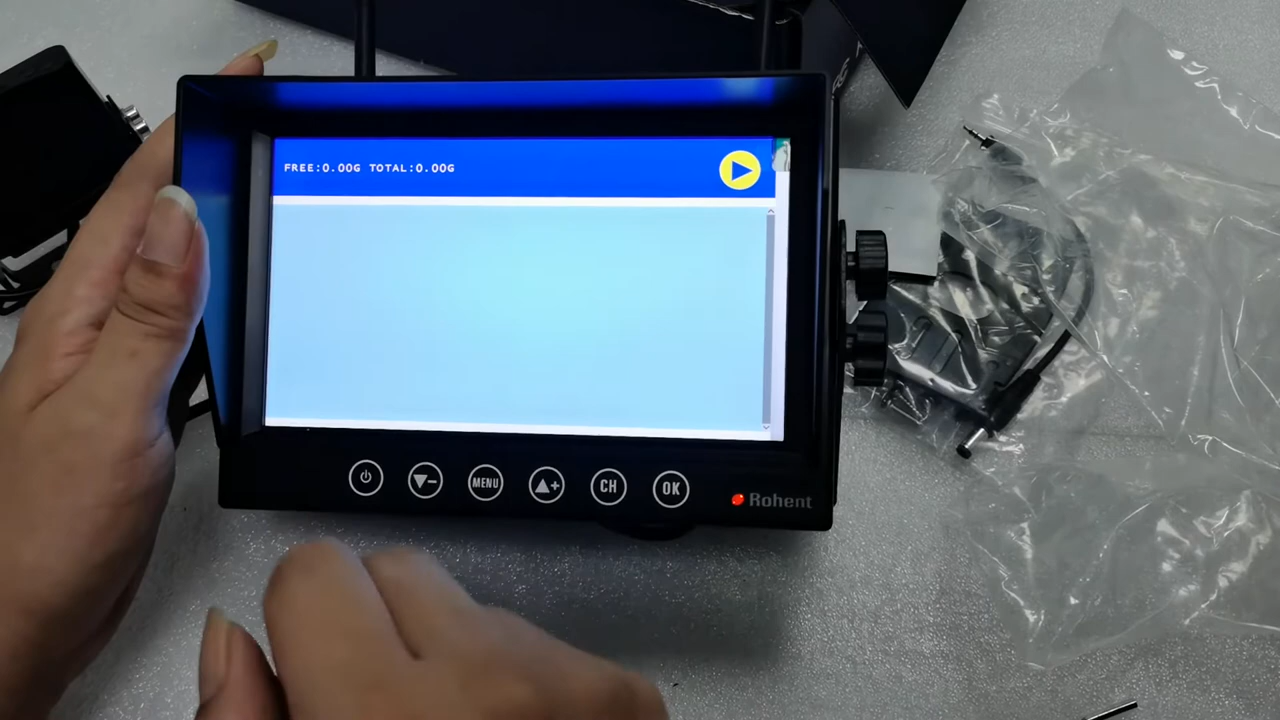 FREE:0.00G TOTAL:0.00G
▼− MENU ▲+ CH OK
Rohent